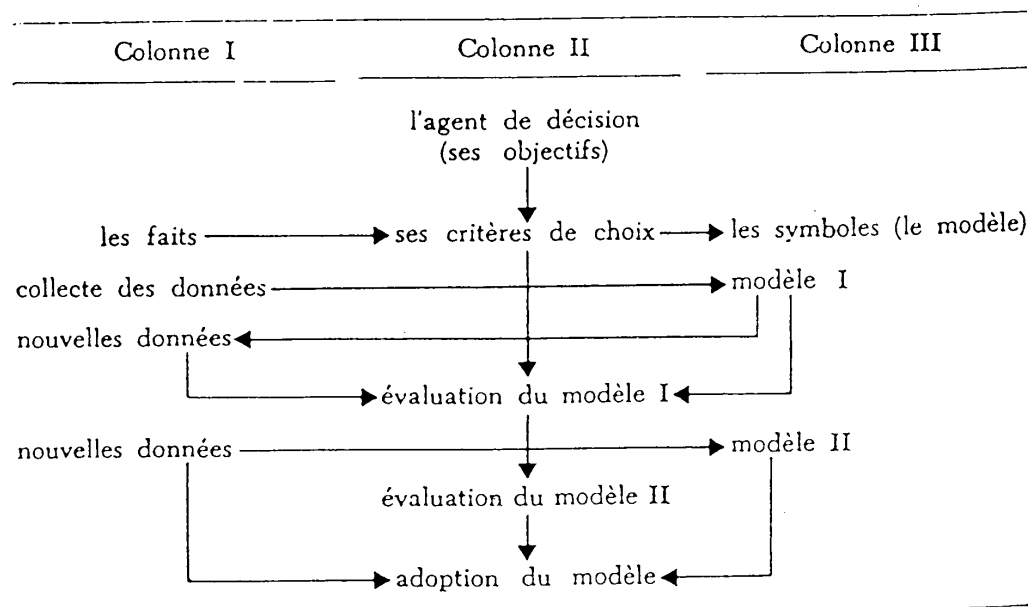 Colonne I Colonne II Colonne III
l'agent de décision
(ses objectifs)
les faits ses critères de choix les symboles (le modèle)
collecte des données modèle I
nouvelles données
évaluation du modèle I
nouvelles données modèle II
évaluation du modèle II
adoption du modèle